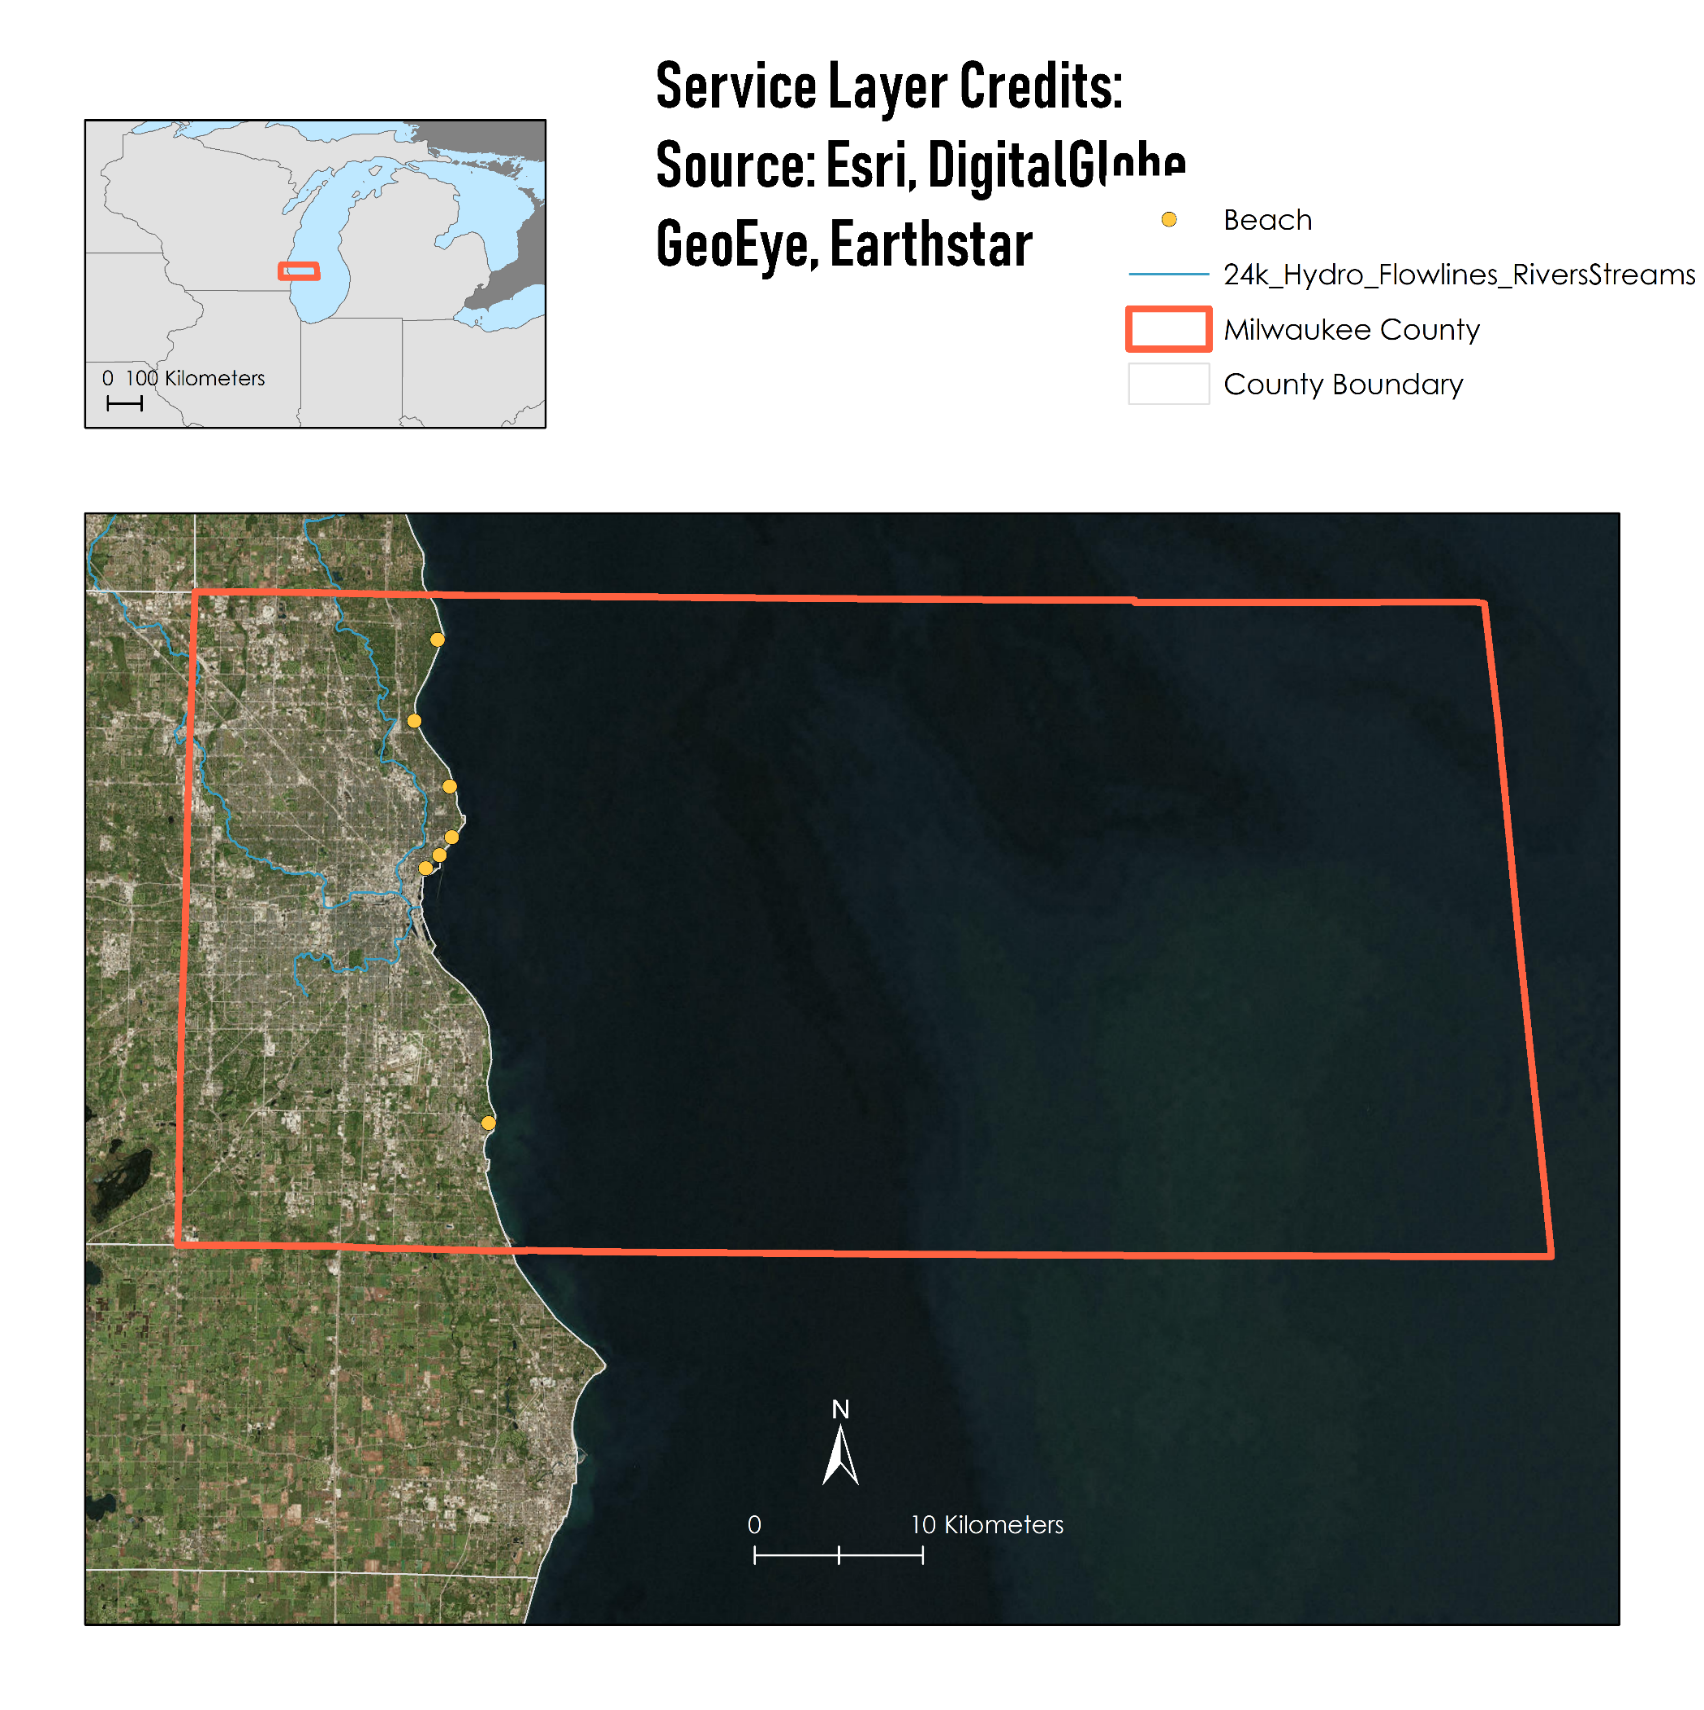 Service Layer Credits:
Source: Esri, DigitalGlobe
GeoEye, Earthstar
Beach
24k_Hydro_Flowlines_RiversStreams
Milwaukee County
County Boundary
0 100 Kilometers
N
0 10 Kilometers